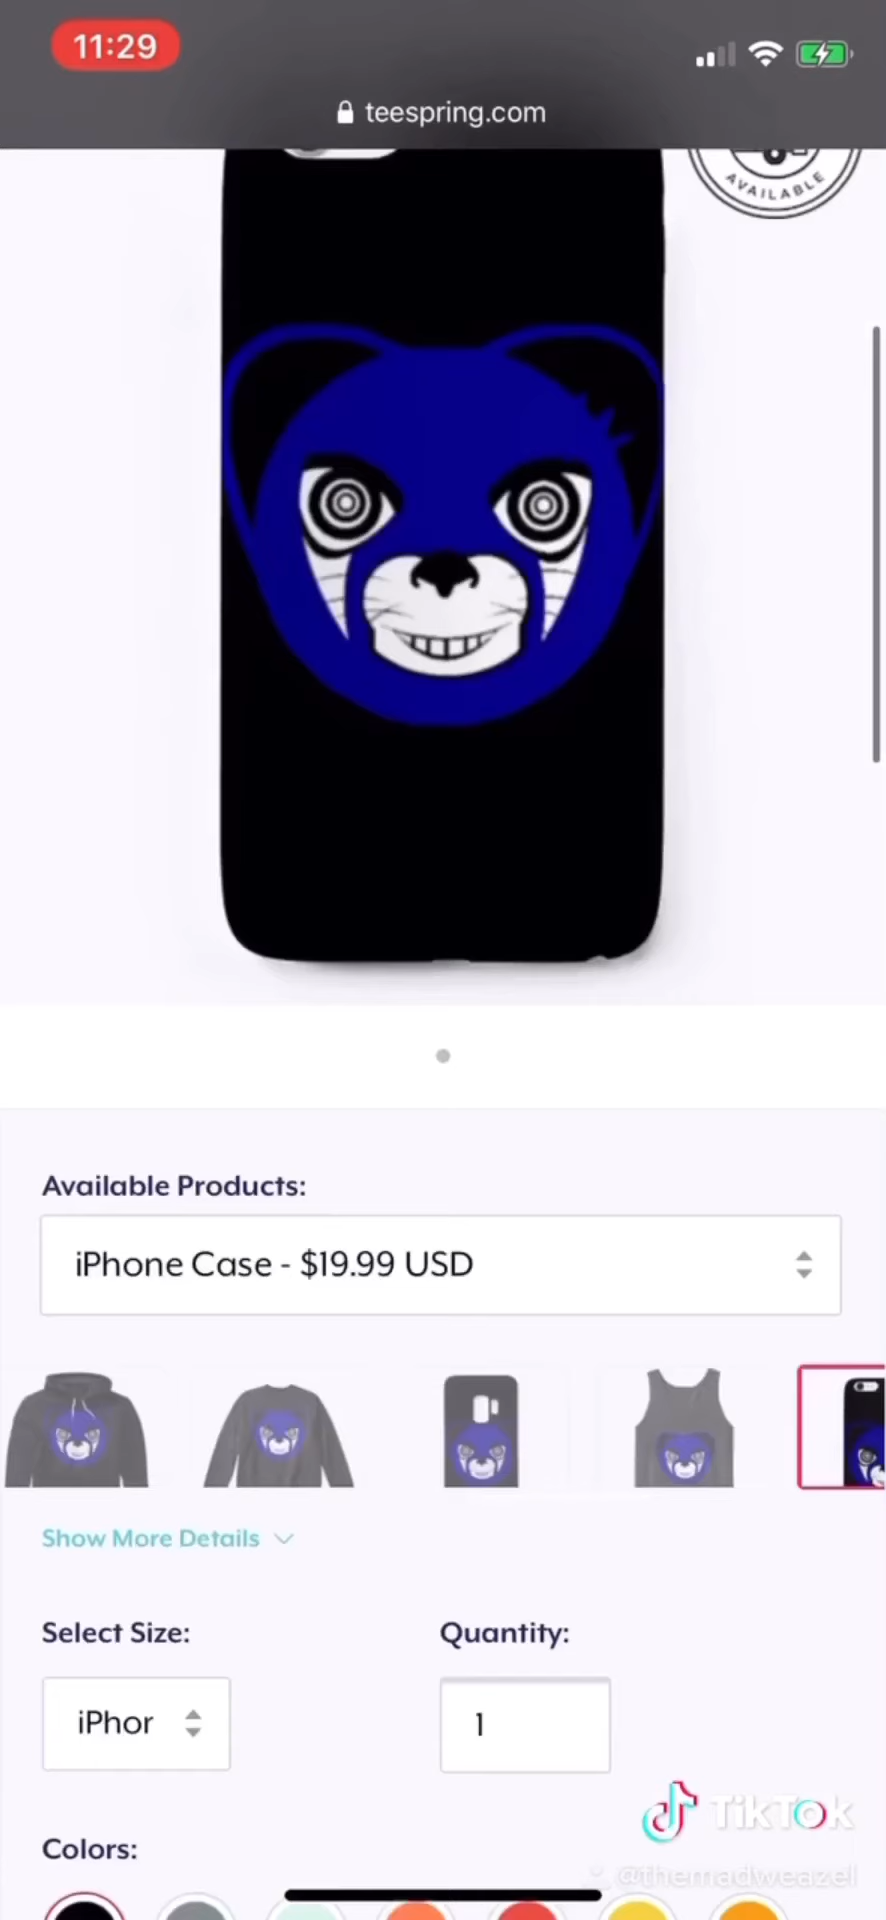 11:29
teespring.com
AVAILABLE
Available Products:
iPhone Case - $19.99 USD
Show More Details
Select Size:
Quantity:
iPhor
1
TikTok
Colors:
@themadweazel